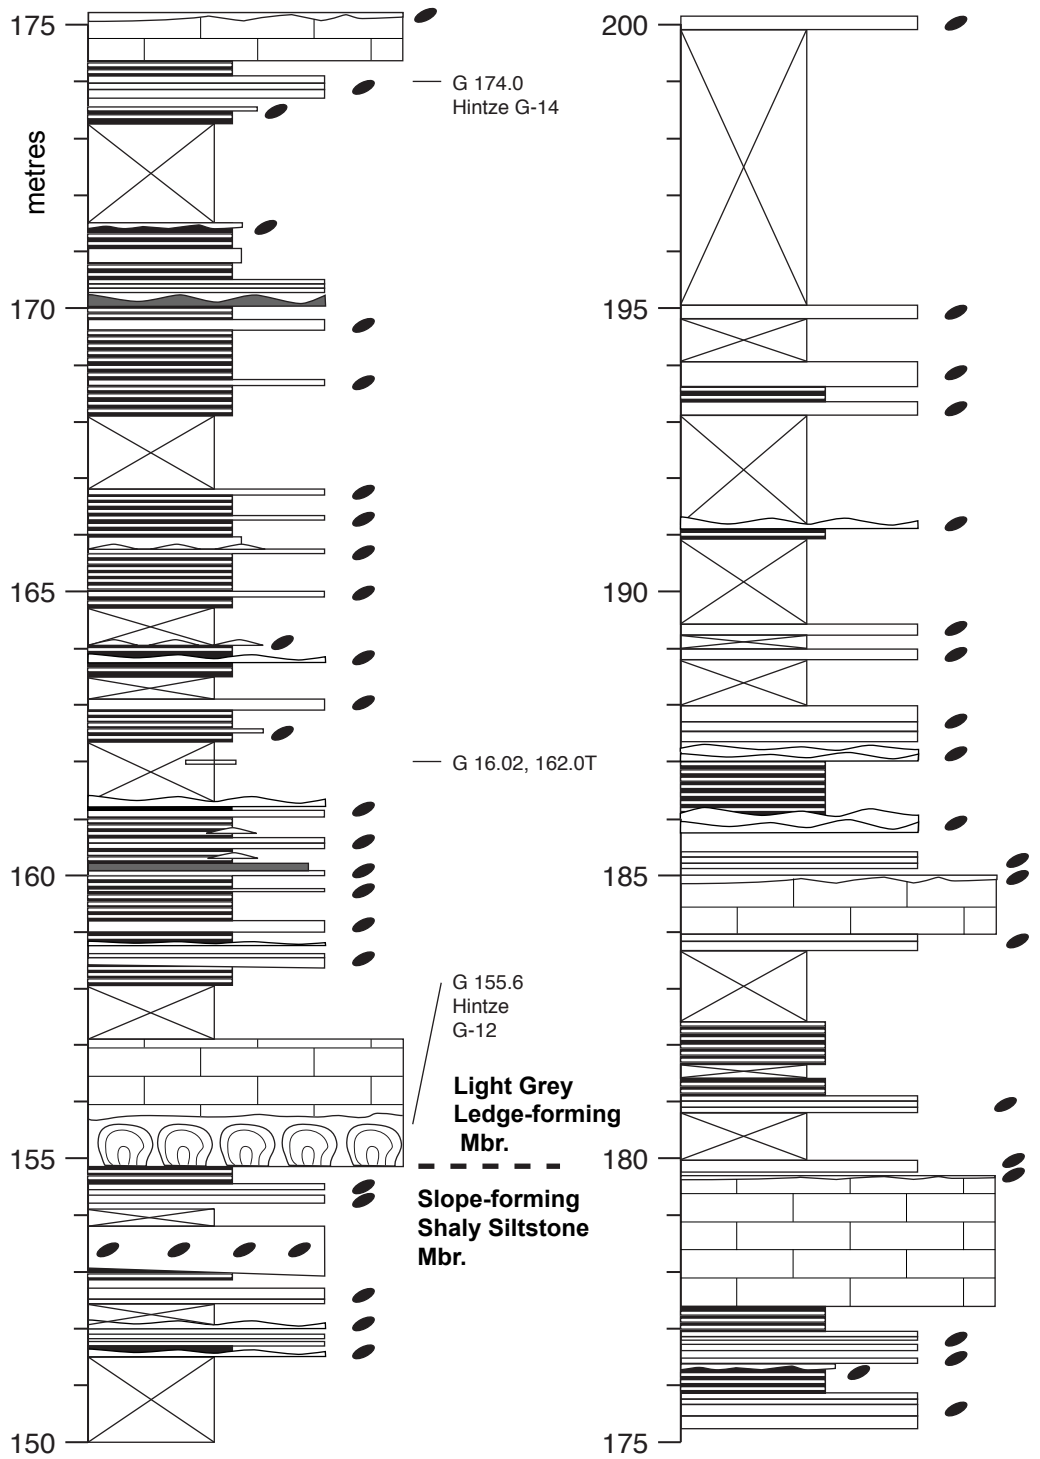 175
metres
170
165
160
155
150
G 174.0
Hintze G-14
G 16.02, 162.0T
G 155.6
Hintze
G-12
Light Grey
Ledge-forming
Mbr.
Slope-forming
Shaly Siltstone
Mbr.
200
195
190
185
180
175